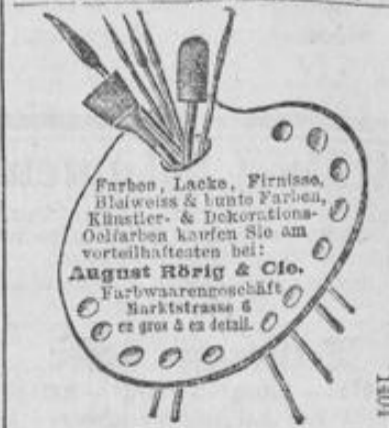 Farben, Lacke, Firnisse,
Bleiweiss & bunte Farben,
Künstler- & Dekorations-
Oelfarben kaufen Sie am
vorteilhaftesten bei:
August Rörig & Cie.
Farbwaarengeschäft
Marktstrasse 6
en gros & en detail.
1401